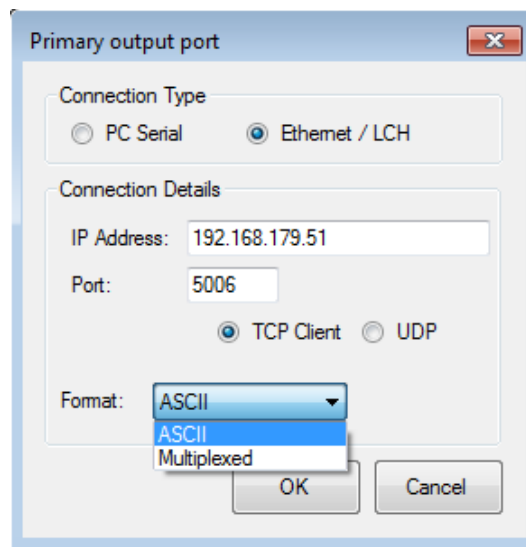 Primary output port
Connection Type
PC Serial Ethernet / LCH
Connection Details
IP Address: 192.168.179.51
Port: 5006
TCP Client UDP
Format: ASCII
ASCII
Multiplexed
OK Cancel